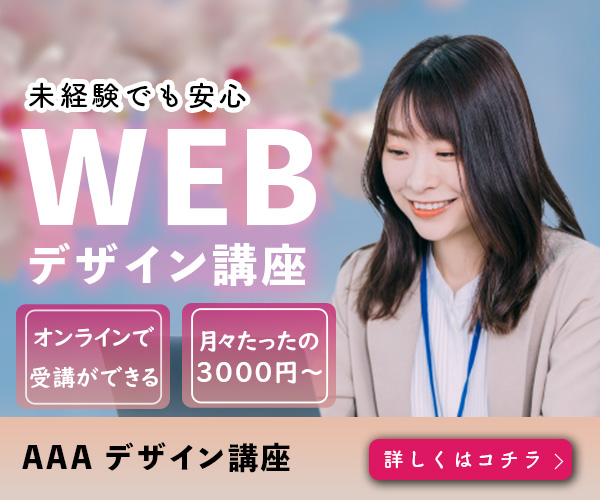 未経験でも安心
WEB
デザイン講座
オンラインで
受講ができる
月々たったの
3000円〜
AAA デザイン講座
詳しくはコチラ